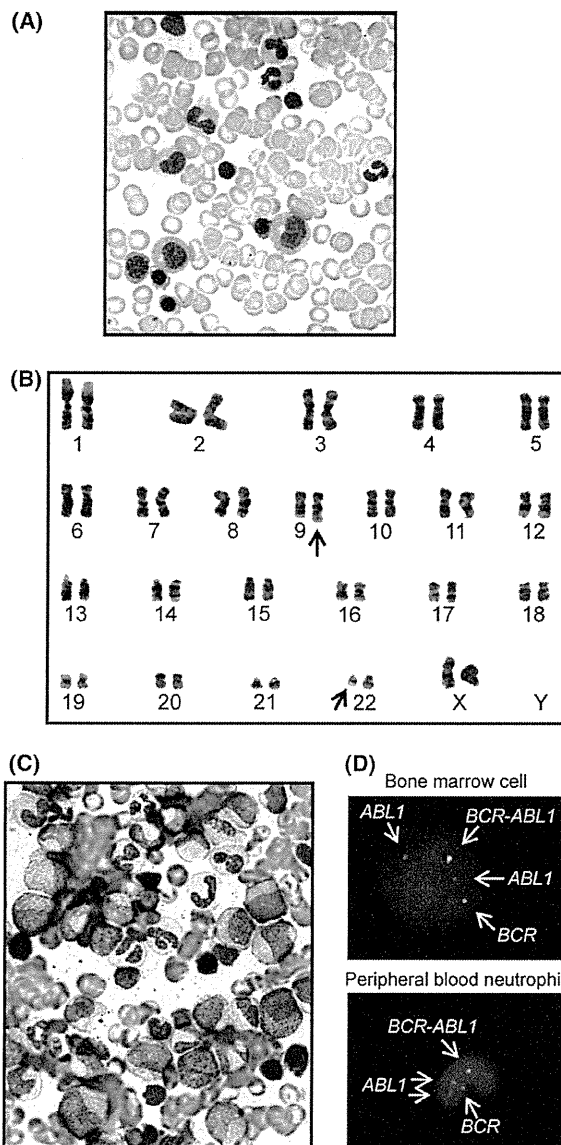 (A)
(B)
1 2 3 4 5
6 7 8 9 10 11 12
13 14 15 16 17 18
19 20 21 22 X Y
(C)
(D)
Bone marrow cell
ABL1
BCR-ABL1
ABL1
BCR
Peripheral blood neutrophil
BCR-ABL1
ABL1
BCR